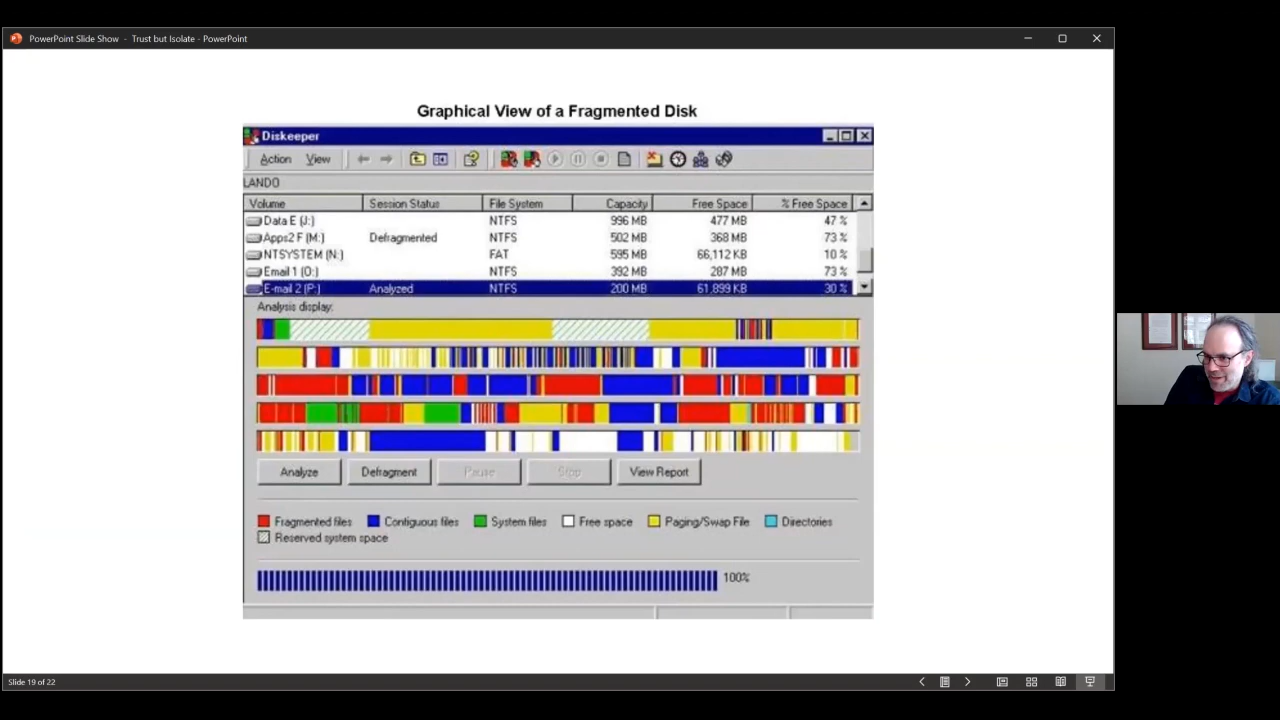 PowerPoint Slide Show - Trust but Isolate - PowerPoint
Graphical View of a Fragmented Disk
Diskeeper
Action View
LANDO
Volume Session Status File System Capacity Free Space % Free Space
Data E (J:) NTFS 996 MB 477 MB 47 %
Apps2 F (M:) Defragmented NTFS 502 MB 368 MB 73 %
NTSYSTEM (N:) FAT 595 MB 66,112 KB 10 %
Email 1 (O:) NTFS 392 MB 287 MB 73 %
E-mail 2 (P:) Analyzed NTFS 200 MB 61,899 KB 30 %
Analysis display:
Analyze Defragment Pause Stop View Report
Fragmented files Contiguous files System files Free space Paging/Swap File Directories
Reserved system space
100%
Slide 19 of 22